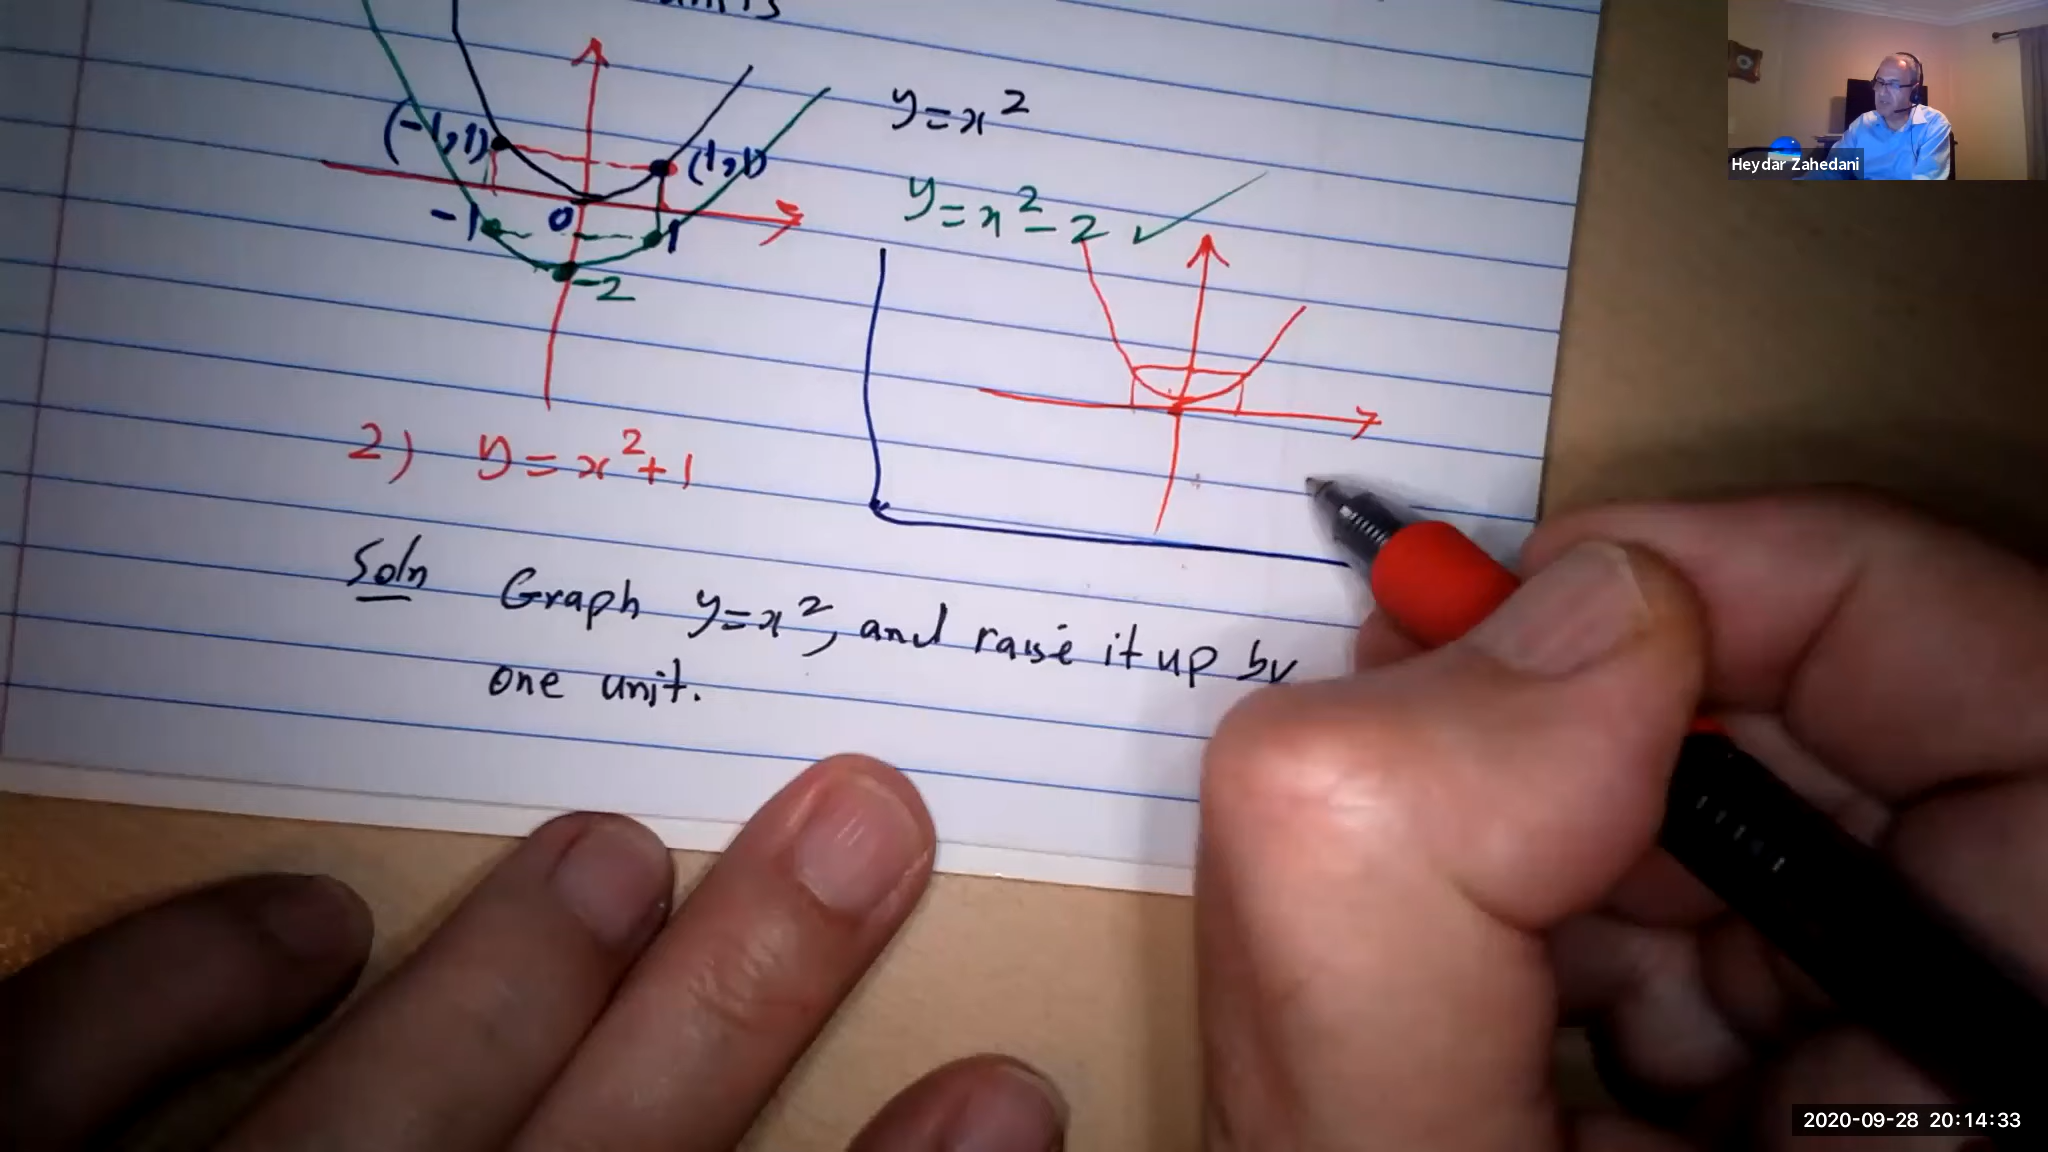 y=x²
Heydar Zahedani
(-1,1)
(1,1)
y=x²-2 ✓
-1
0
1
-2
2) y=x²+1
Soln Graph y=x², and raise it up by
one unit.
2020-09-28 20:14:33